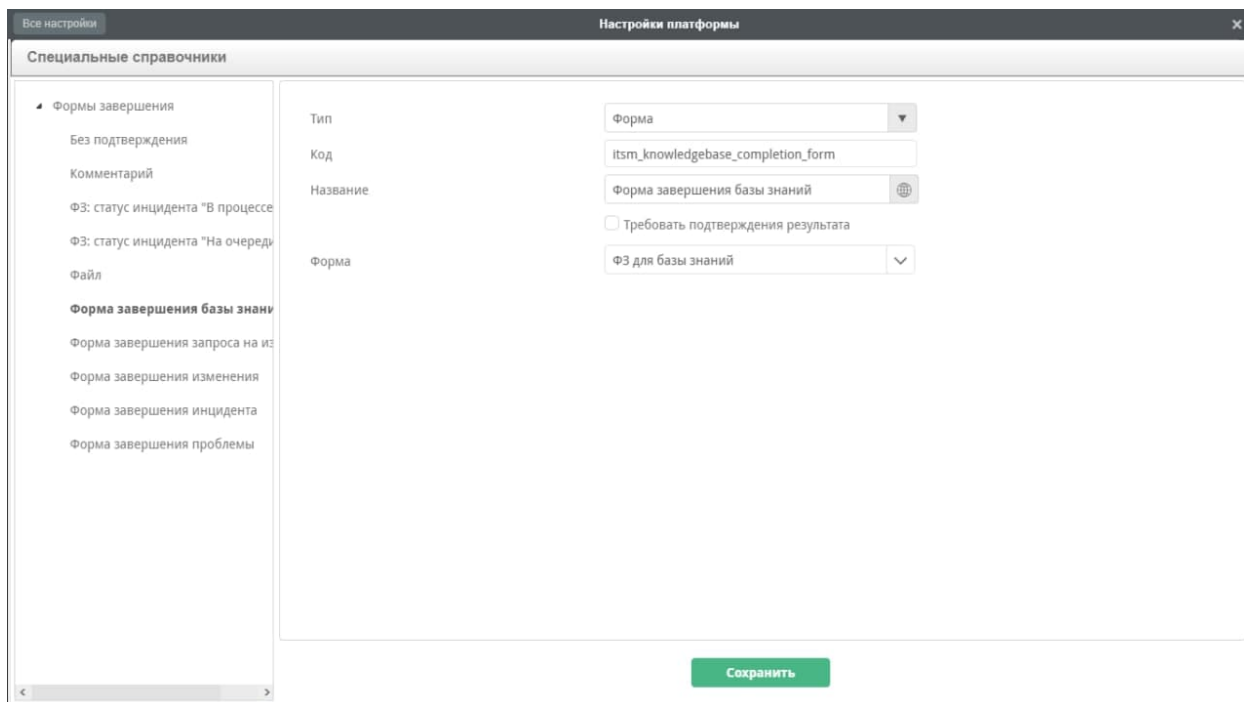 Все настройки
Настройки платформы
Специальные справочники
Формы завершения
Без подтверждения
Комментарий
ФЗ: статус инцидента "В процессе
ФЗ: статус инцидента "На очереди
Файл
Форма завершения базы знани
Форма завершения запроса на из
Форма завершения изменения
Форма завершения инцидента
Форма завершения проблемы
Тип
Форма
Код
itsm_knowledgebase_completion_form
Название
Форма завершения базы знаний
Требовать подтверждения результата
Форма
ФЗ для базы знаний
Сохранить